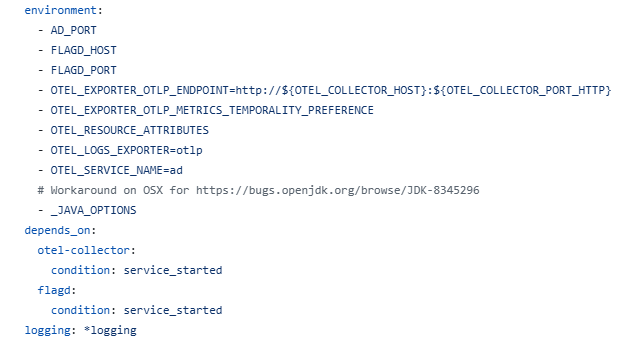 environment:
- AD_PORT
- FLAGD_HOST
- FLAGD_PORT
- OTEL_EXPORTER_OTLP_ENDPOINT=http://${OTEL_COLLECTOR_HOST}:${OTEL_COLLECTOR_PORT_HTTP}
- OTEL_EXPORTER_OTLP_METRICS_TEMPORALITY_PREFERENCE
- OTEL_RESOURCE_ATTRIBUTES
- OTEL_LOGS_EXPORTER=otlp
- OTEL_SERVICE_NAME=ad
# Workaround on OSX for https://bugs.openjdk.org/browse/JDK-8345296
- _JAVA_OPTIONS
depends_on:
otel-collector:
condition: service_started
flagd:
condition: service_started
logging: *logging